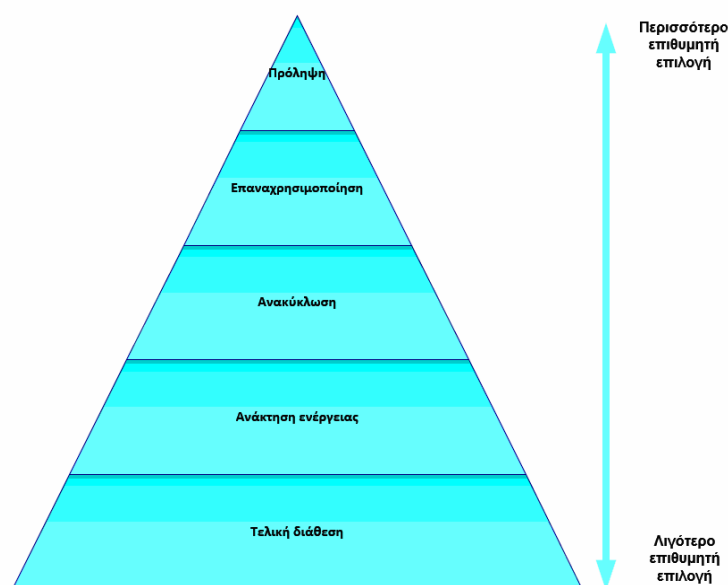 Περισσότερο
επιθυμητή
επιλογή
Πρόληψη
Επαναχρησιμοποίηση
Ανακύκλωση
Ανάκτηση ενέργειας
Τελική διάθεση
Λιγότερο
επιθυμητή
επιλογή